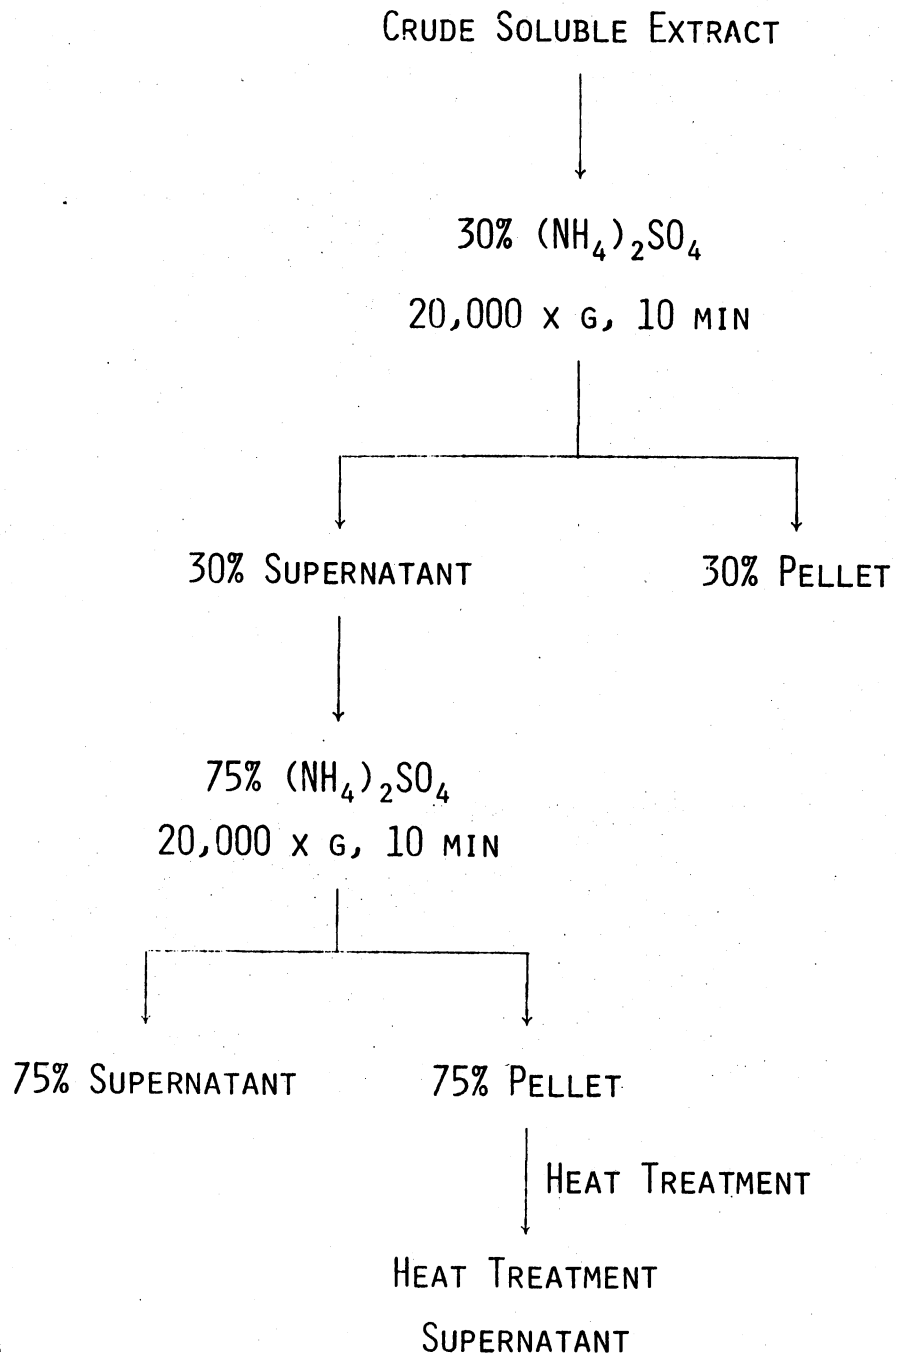 CRUDE SOLUBLE EXTRACT
30% (NH₄)₂SO₄
20,000 X G, 10 MIN
30% SUPERNATANT 30% PELLET
75% (NH₄)₂SO₄
20,000 X G, 10 MIN
75% SUPERNATANT 75% PELLET
HEAT TREATMENT
HEAT TREATMENT
SUPERNATANT